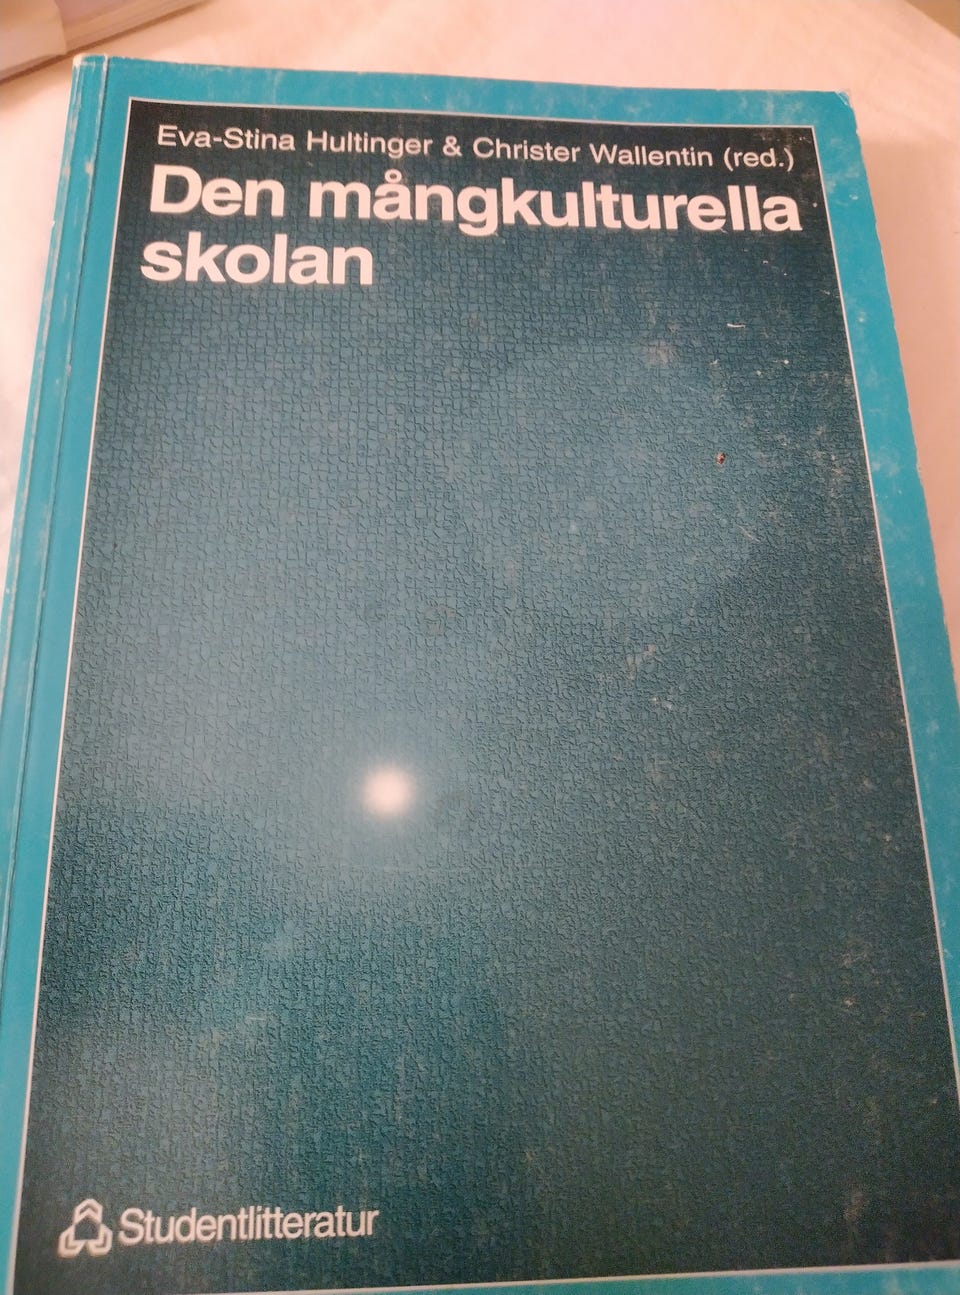 Eva-Stina Hultinger & Christer Wallentin (red.)
Den mångkulturella
skolan
Studentlitteratur